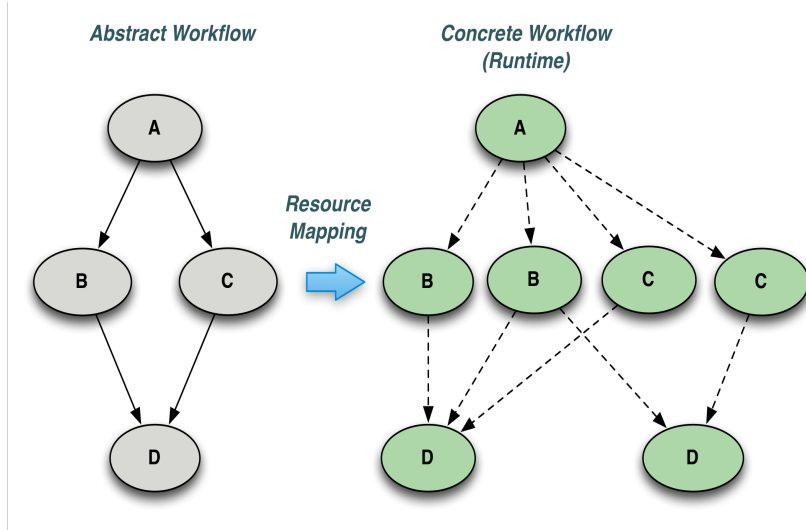 Abstract Workflow
Concrete Workflow
(Runtime)
A
A
Resource
Mapping
B
C
B
B
C
C
D
D
D